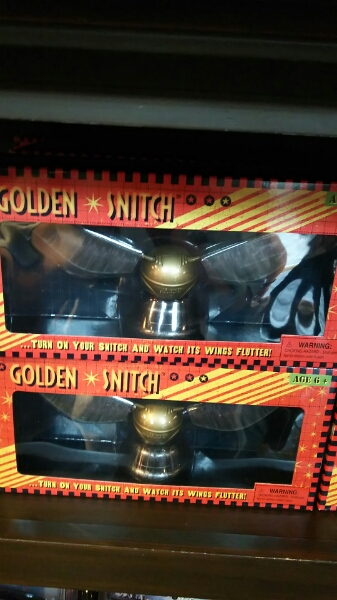 GOLDEN SNITCH
...TURN ON YOUR SNITCH AND WATCH ITS WINGS FLUTTER!
WARNING:
GOLDEN SNITCH
AGE 6+
...TURN ON YOUR SNITCH AND WATCH ITS WINGS FLUTTER!
WARNING: